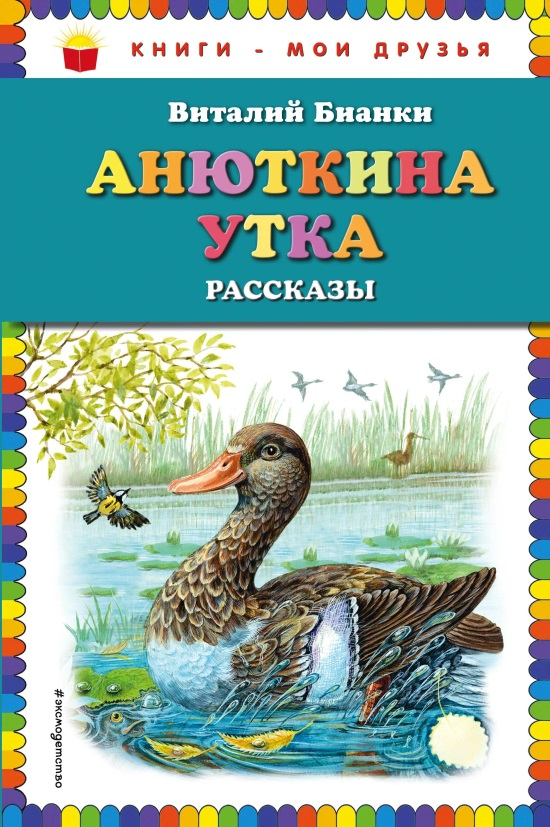 КНИГИ - МОИ ДРУЗЬЯ
Виталий Бианки
АНЮТКИНА
УТКА
РАССКАЗЫ
#эксмодетство